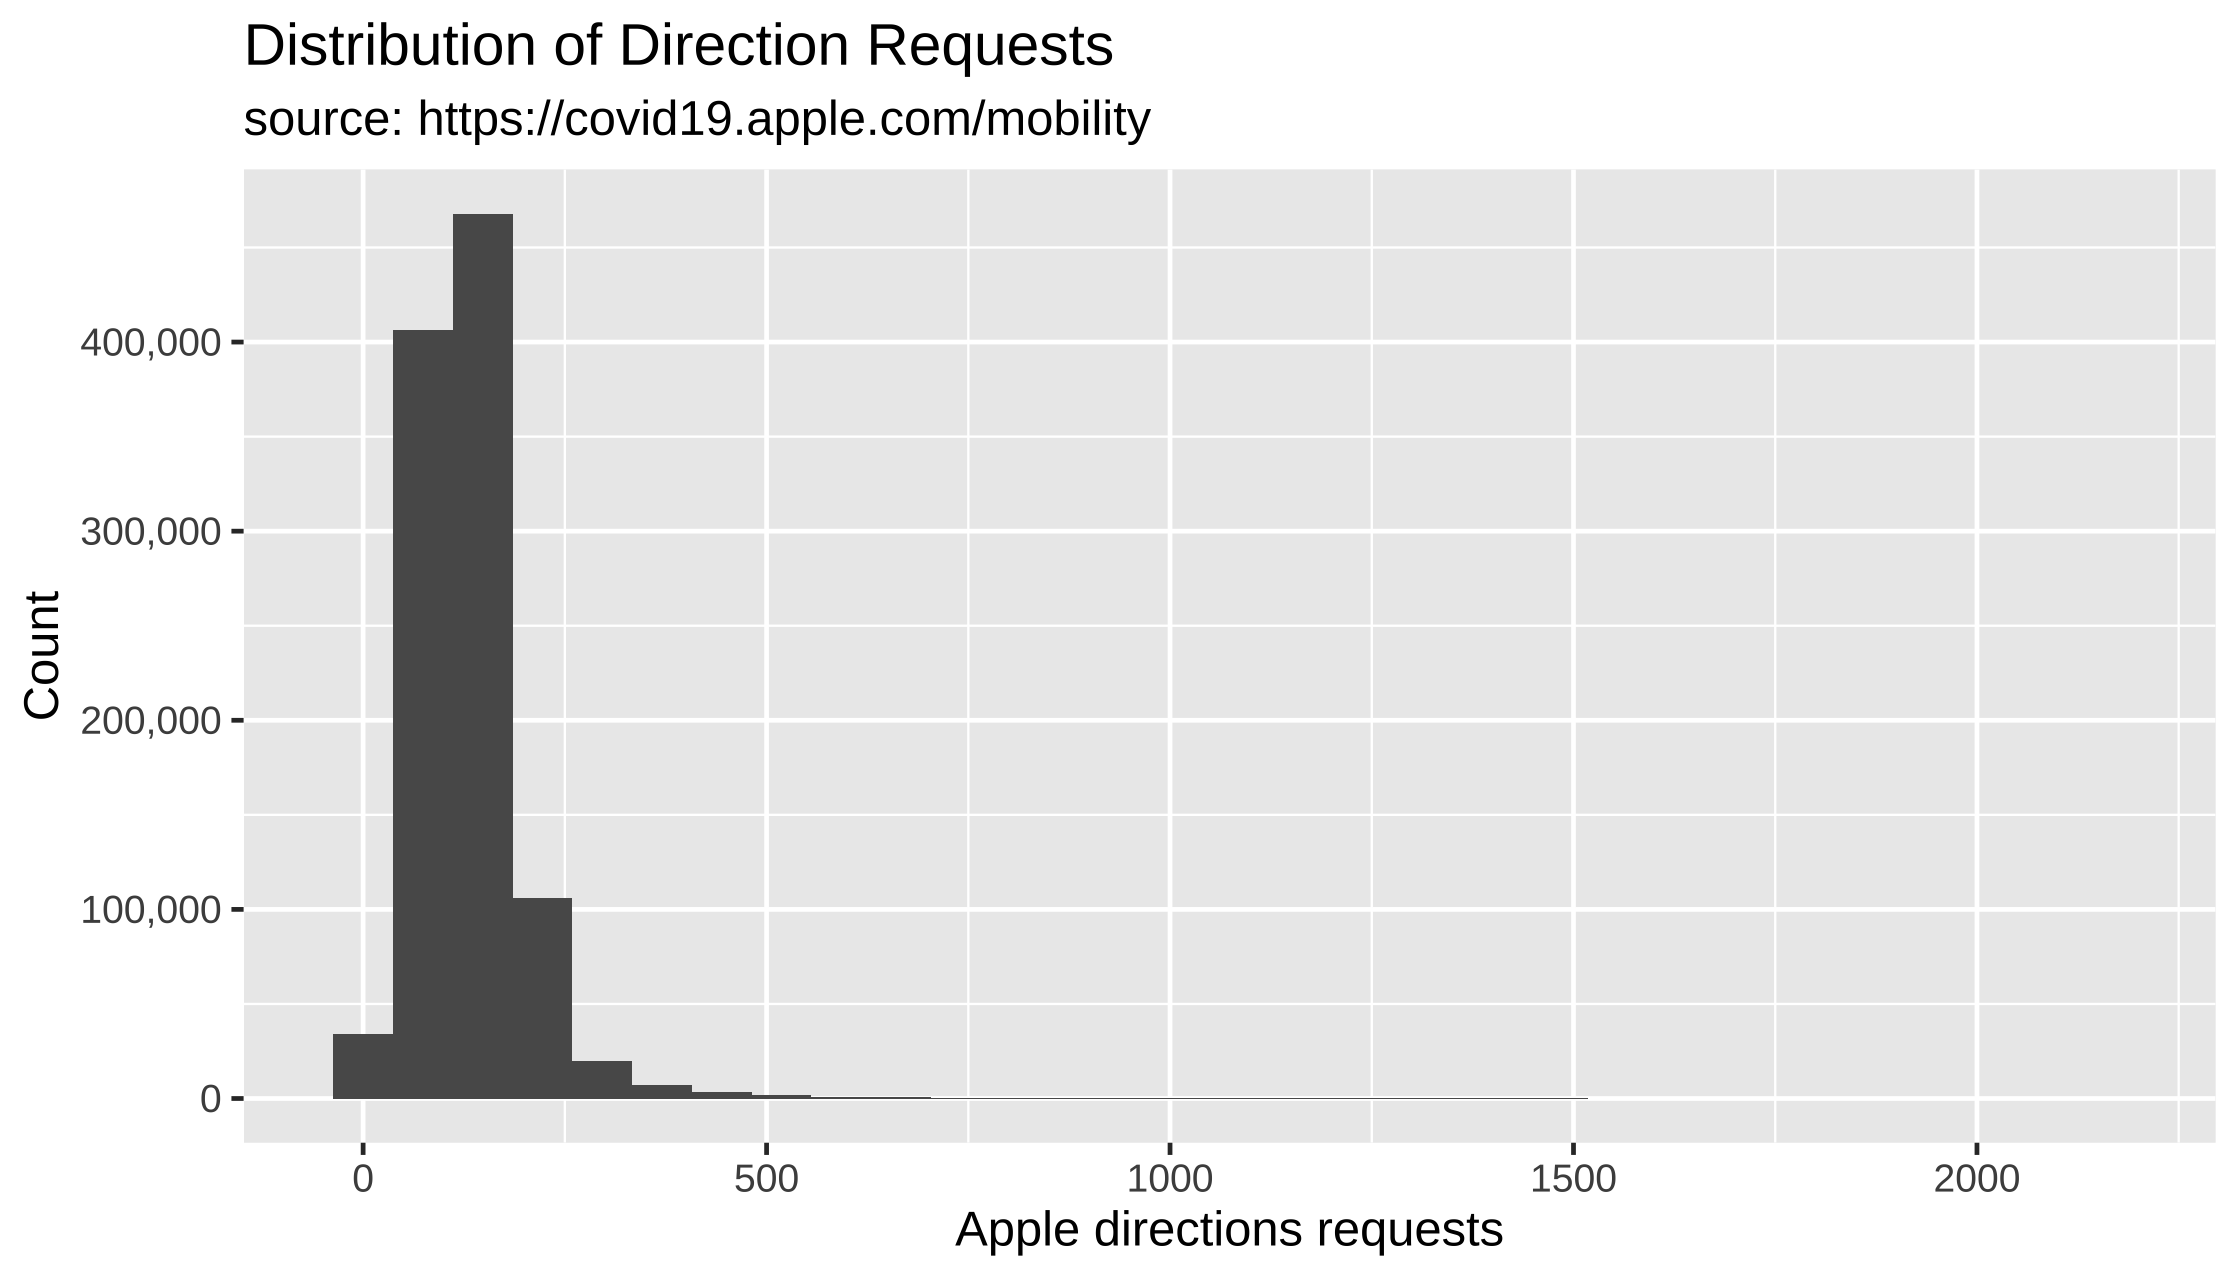 Distribution of Direction Requests
source: https://covid19.apple.com/mobility
Count
400,000
300,000
200,000
100,000
0
0 500 1000 1500 2000
Apple directions requests